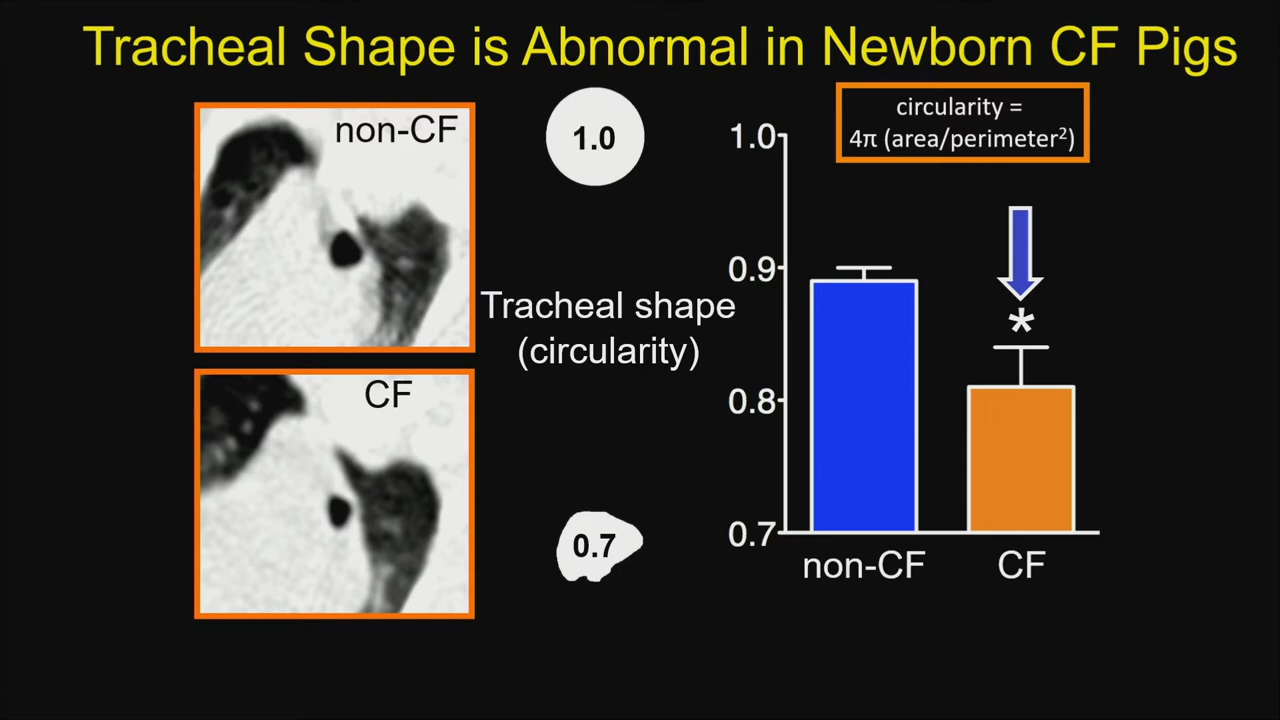 Tracheal Shape is Abnormal in Newborn CF Pigs
non-CF
CF
1.0
Tracheal shape
(circularity)
0.7
circularity =
4π (area/perimeter²)
1.0
0.9
0.8
0.7
*
non-CF
CF